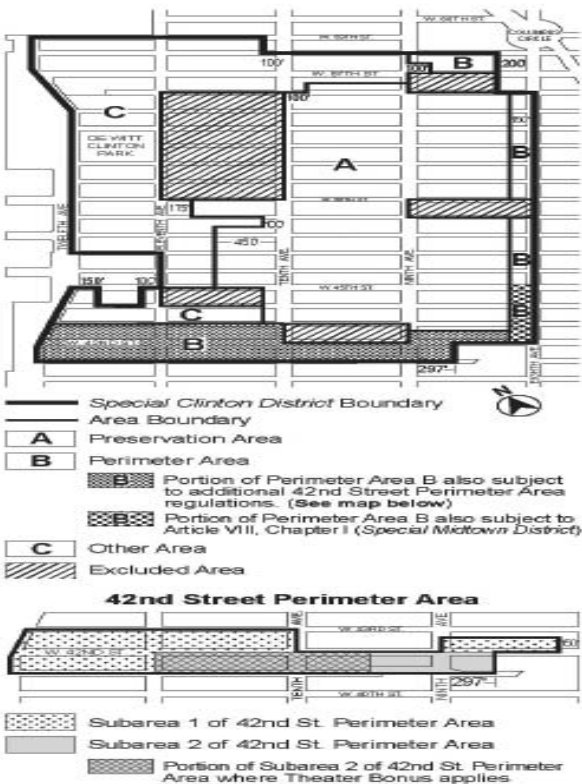 W. 59TH ST.
100'
W. 57TH ST.
100'
B
200'
100'
C
DE WITT
CLINTON
PARK
A
150'
B
175'
100'
450'
TWELFTH AVE
TENTH AVE
NINTH AVE
B
150'
100'
W. 45TH ST.
C
B
B
297'
EIGHTH AVE
N
Special Clinton District Boundary
Area Boundary
A Preservation Area
B Perimeter Area
B Portion of Perimeter Area B also subject
to additional 42nd Street Perimeter Area
regulations. (See map below)
B Portion of Perimeter Area B also subject to
Article VIII, Chapter I (Special Midtown District)
C Other Area
Excluded Area
42nd Street Perimeter Area
AVE
AVE
W. 43RD ST.
W. 42ND ST.
150'
297'
TENTH
NINTH
W. 40TH ST.
Subarea 1 of 42nd St. Perimeter Area
Subarea 2 of 42nd St. Perimeter Area
Portion of Subarea 2 of 42nd St. Perimeter
Area where Theater Bonus applies